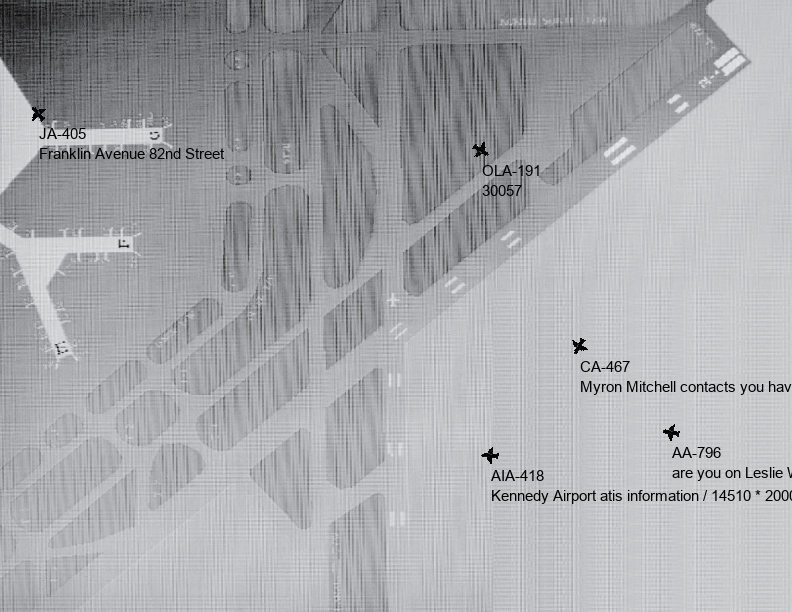 JA-405
Franklin Avenue 82nd Street
OLA-191
30057
CA-467
Myron Mitchell contacts you hav
AA-796
are you on Leslie W
AIA-418
Kennedy Airport atis information / 14510 * 2000